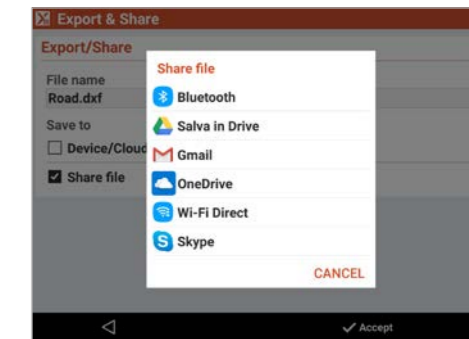 Export & Share
Export/Share
File name
Road.dxf
Save to
Device/Cloud
Share file
Share file
Bluetooth
Salva in Drive
Gmail
OneDrive
Wi-Fi Direct
Skype
CANCEL
Accept